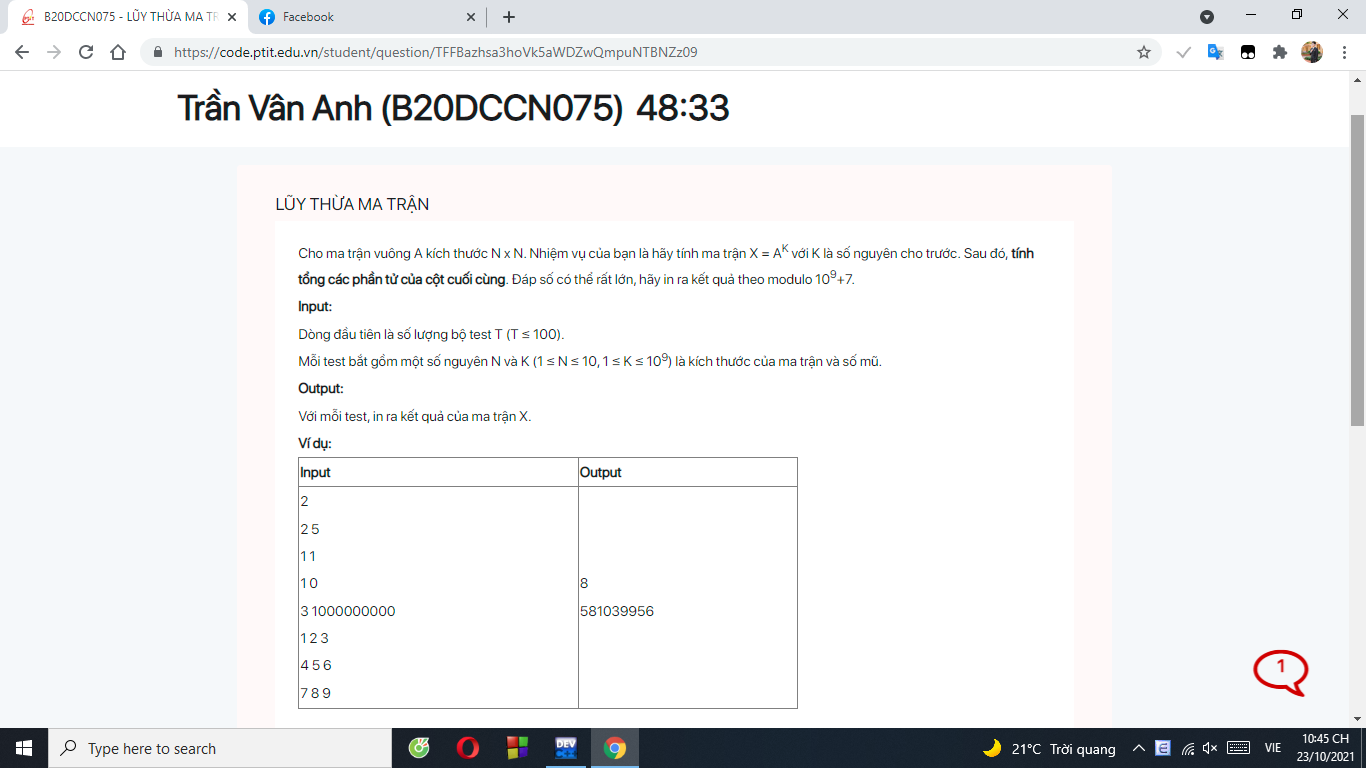 B20DCCN075 - LŨY THỪA MA TR
Facebook
https://code.ptit.edu.vn/student/question/TFFBazhsa3hoVk5aWDZwQmpuNTBNZz09
Trần Vân Anh (B20DCCN075) 48:33
LŨY THỪA MA TRẬN
Cho ma trận vuông A kích thước N x N. Nhiệm vụ của bạn là hãy tính ma trận X = A^K với K là số nguyên cho trước. Sau đó, tính
tổng các phần tử của cột cuối cùng. Đáp số có thể rất lớn, hãy in ra kết quả theo modulo 10^9+7.
Input:
Dòng đầu tiên là số lượng bộ test T (T ≤ 100).
Mỗi test bắt gồm một số nguyên N và K (1 ≤ N ≤ 10, 1 ≤ K ≤ 10^9) là kích thước của ma trận và số mũ.
Output:
Với mỗi test, in ra kết quả của ma trận X.
Ví dụ:
Input Output
2
2 5
1 1
1 0
3 1000000000
1 2 3
4 5 6
7 8 9
8
581039956
1
Type here to search
DEV
21°C Trời quang
E
VIE
10:45 CH
23/10/2021